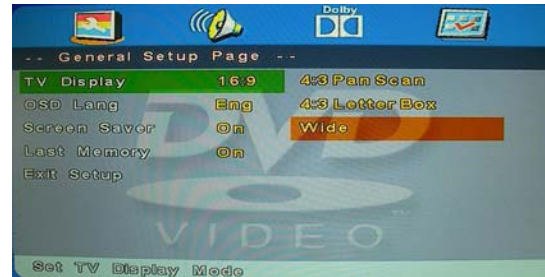 Dolby
-- General Setup Page --
TV Display 16:9 4:3 Pan Scan
OSD Lang Eng 4:3 Letter Box
Screen Saver On Wide
Last Memory On
Exit Setup
DVD
VIDEO
Set TV Display Mode